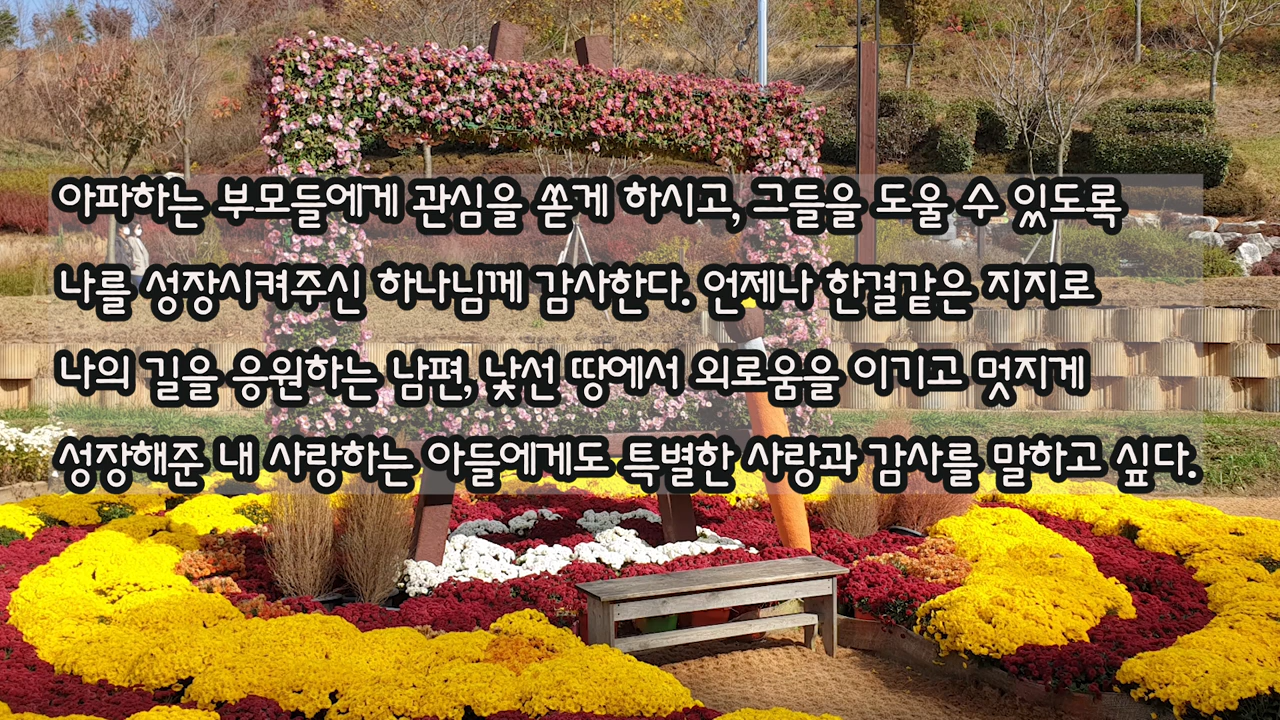 아파하는 부모들에게 관심을 쏟게 하시고, 그들을 도울 수 있도록
나를 성장시켜주신 하나님께 감사한다. 언제나 한결같은 지지로
나의 길을 응원하는 남편, 낯선 땅에서 외로움을 이기고 멋지게
성장해준 내 사랑하는 아들에게도 특별한 사랑과 감사를 말하고 싶다.